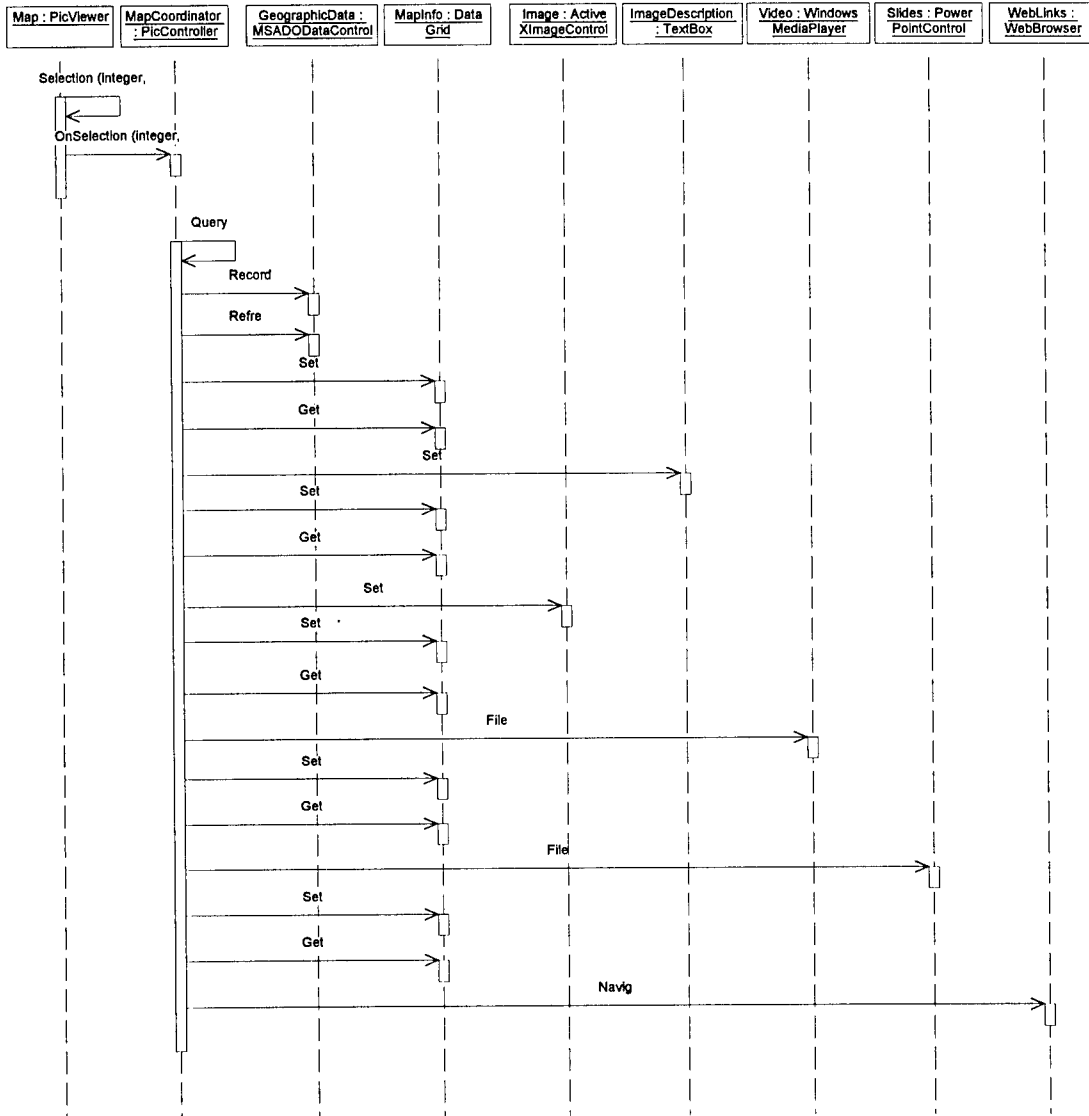 Map : PicViewer
MapCoordinator
: PicController
GeographicData :
MSADODataControl
MapInfo : Data
Grid
Image : Active
XImageControl
ImageDescription
: TextBox
Video : Windows
MediaPlayer
Slides : Power
PointControl
WebLinks :
WebBrowser
Selection (Integer,
OnSelection (integer,
Query
Record
Refre
Set
Get
Set
Set
Get
Set
Set
Get
File
Set
Get
File
Set
Get
Navig